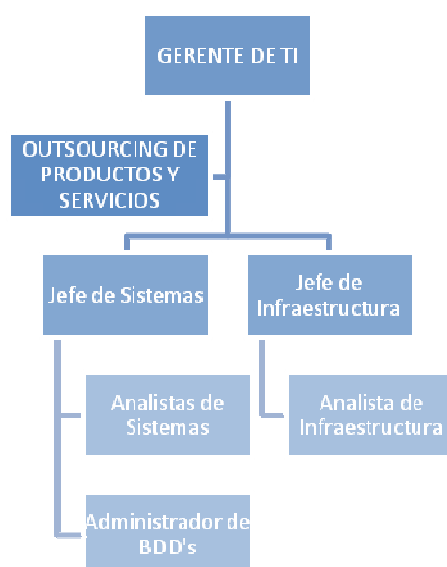 GERENTE DE TI
OUTSOURCING DE
PRODUCTOS Y
SERVICIOS
Jefe de Sistemas
Jefe de
Infraestructura
Analistas de
Sistemas
Analista de
Infraestructura
Administrador de
BDD's